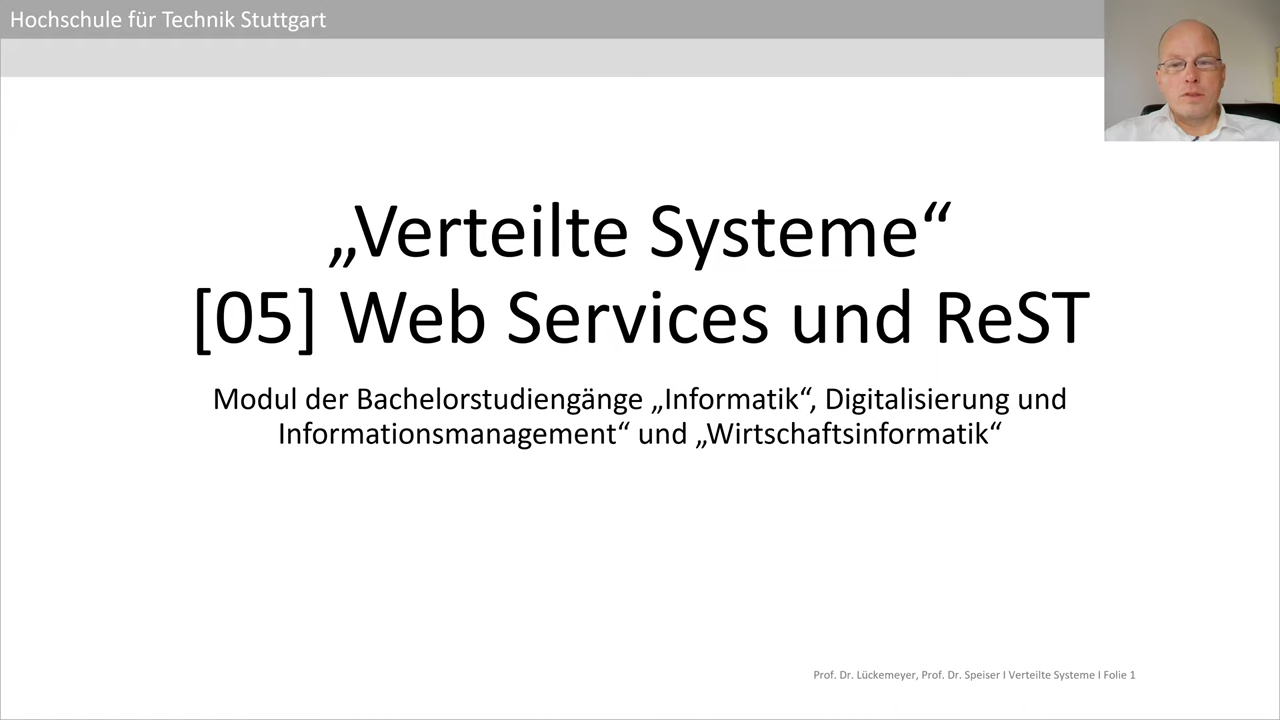 Hochschule für Technik Stuttgart
„Verteilte Systeme“
[05] Web Services und ReST
Modul der Bachelorstudiengänge „Informatik“, Digitalisierung und
Informationsmanagement“ und „Wirtschaftsinformatik“
Prof. Dr. Lückemeyer, Prof. Dr. Speiser I Verteilte Systeme I Folie 1